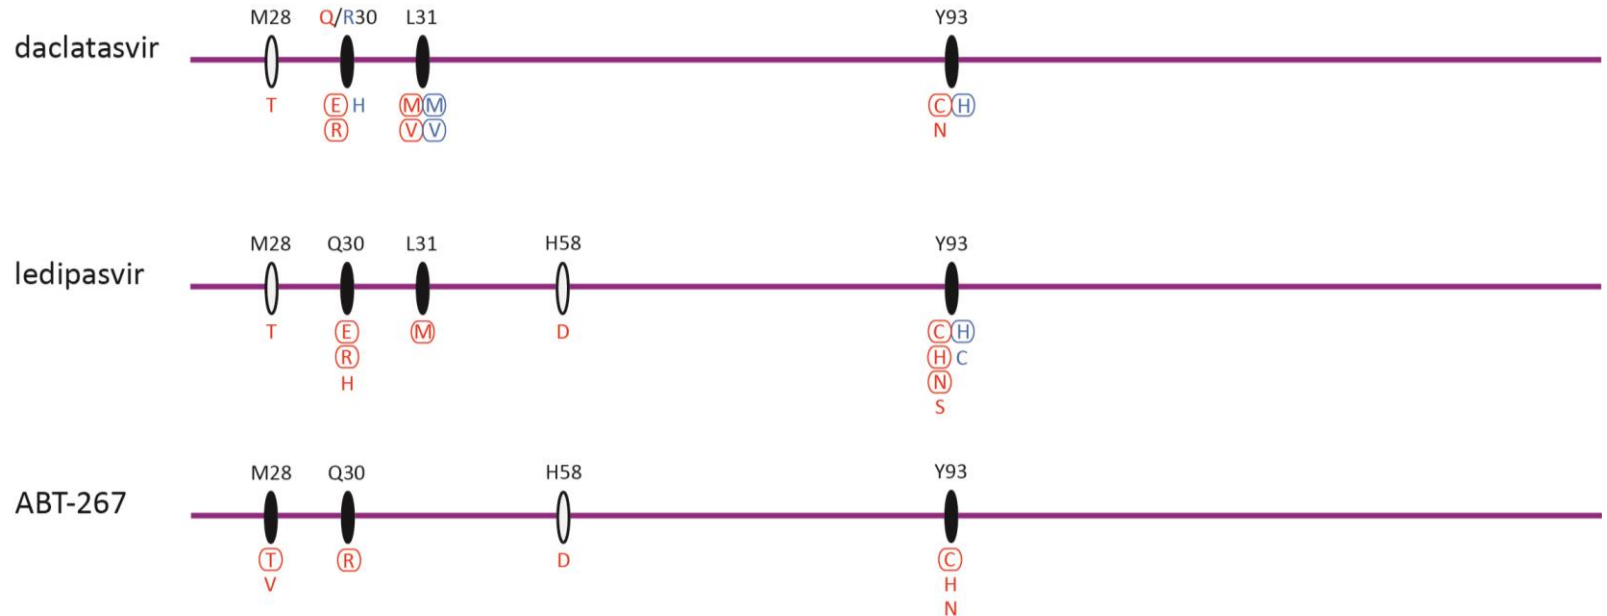 M28 Q/R30 L31 Y93
daclatasvir
T E H M M C H
R V V N
M28 Q30 L31 H58 Y93
ledipasvir
T E M D C H
R H C
H N
S
M28 Q30 H58 Y93
ABT-267
T R D C
V H
N